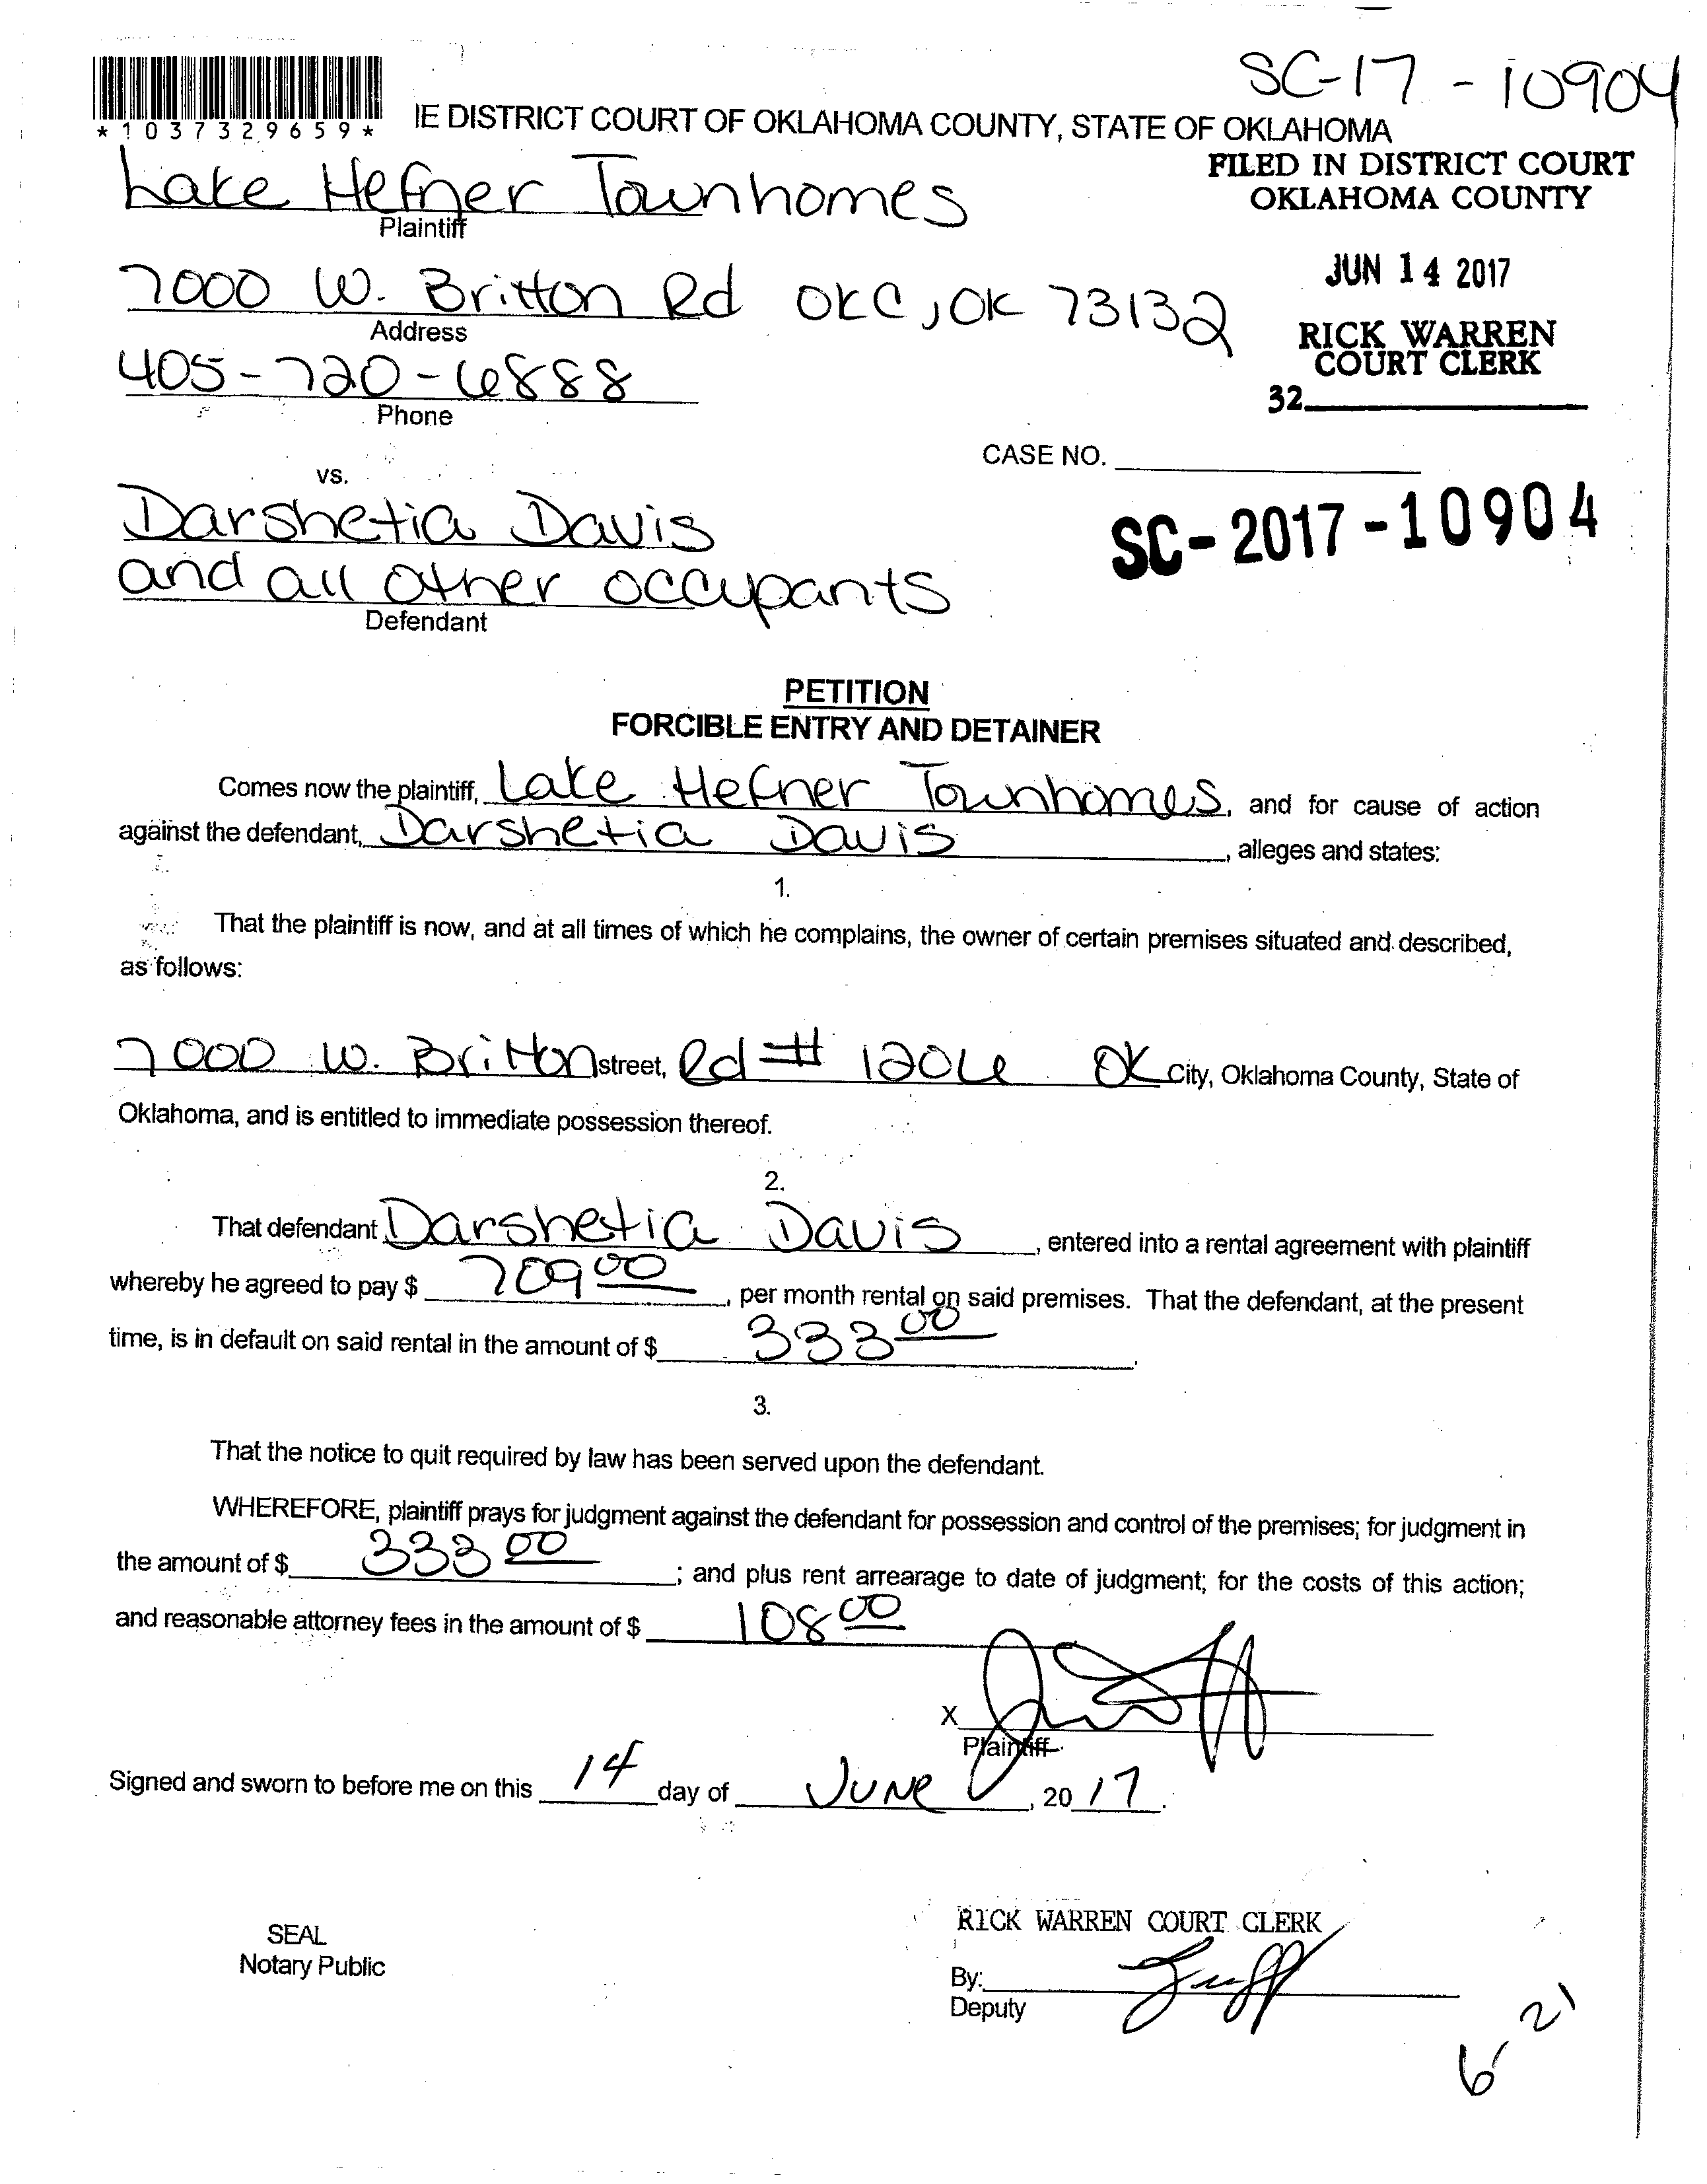 SC-17-10904
*1037329659*
IE DISTRICT COURT OF OKLAHOMA COUNTY, STATE OF OKLAHOMA
FILED IN DISTRICT COURT
OKLAHOMA COUNTY
Lake Hefner Townhomes
Plaintiff
JUN 14 2017
7000 W. Britton Rd OKC, OK 73132
Address
RICK WARREN
COURT CLERK
405-720-6888
Phone
32
CASE NO.
vs.
SC-2017-10904
Darshetia Davis
and all other occupants
Defendant
PETITION
FORCIBLE ENTRY AND DETAINER
Comes now the plaintiff, Lake Hefner Townhomes, and for cause of action
against the defendant, Darshetia Davis, alleges and states:
1.
That the plaintiff is now, and at all times of which he complains, the owner of certain premises situated and described,
as follows:
7000 W. Britton street, Rd # 1206 OK City, Oklahoma County, State of
Oklahoma, and is entitled to immediate possession thereof.
2.
That defendant Darshetia Davis, entered into a rental agreement with plaintiff
whereby he agreed to pay $ 709 00, per month rental on said premises. That the defendant, at the present
time, is in default on said rental in the amount of $ 333 00.
3.
That the notice to quit required by law has been served upon the defendant.
WHEREFORE, plaintiff prays for judgment against the defendant for possession and control of the premises; for judgment in
the amount of $ 333 00; and plus rent arrearage to date of judgment; for the costs of this action;
and reasonable attorney fees in the amount of $ 108 00
X
Plaintiff
Signed and sworn to before me on this 14 day of JUNE, 2017.
SEAL
Notary Public
RICK WARREN COURT CLERK
By:
Deputy
6-21